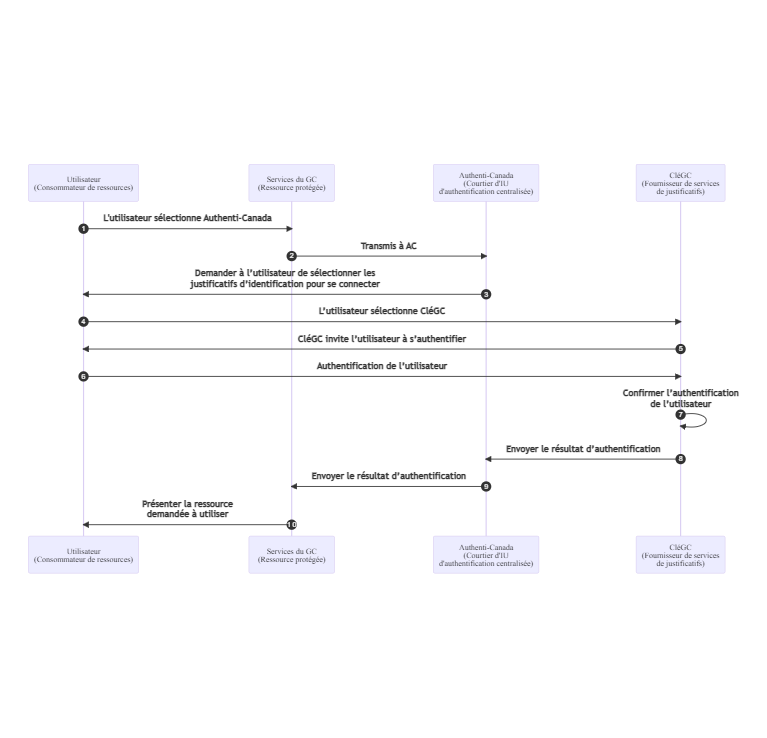 Utilisateur
(Consommateur de ressources)
Services du GC
(Ressource protégée)
Authenti-Canada
(Courtier d'IU
d'authentification centralisée)
CléGC
(Fournisseur de services
de justificatifs)
1
L'utilisateur sélectionne Authenti-Canada
2
Transmis à AC
Demander à l’utilisateur de sélectionner les
justificatifs d’identification pour se connecter
3
4
L’utilisateur sélectionne CléGC
CléGC invite l’utilisateur à s’authentifier
5
6
Authentification de l’utilisateur
Confirmer l’authentification
de l’utilisateur
7
Envoyer le résultat d’authentification
8
Envoyer le résultat d’authentification
9
Présenter la ressource
demandée à utiliser
10
Utilisateur
(Consommateur de ressources)
Services du GC
(Ressource protégée)
Authenti-Canada
(Courtier d'IU
d'authentification centralisée)
CléGC
(Fournisseur de services
de justificatifs)